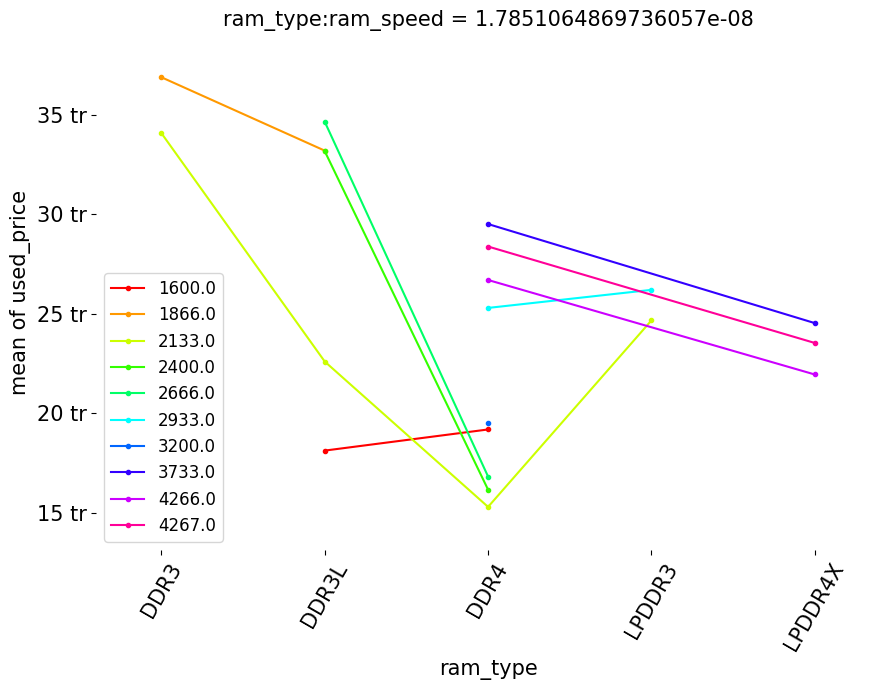 ram_type:ram_speed = 1.7851064869736057e-08
mean of used_price
35 tr
30 tr
25 tr
20 tr
15 tr
1600.0
1866.0
2133.0
2400.0
2666.0
2933.0
3200.0
3733.0
4266.0
4267.0
DDR3
DDR3L
DDR4
LPDDR3
LPDDR4X
ram_type